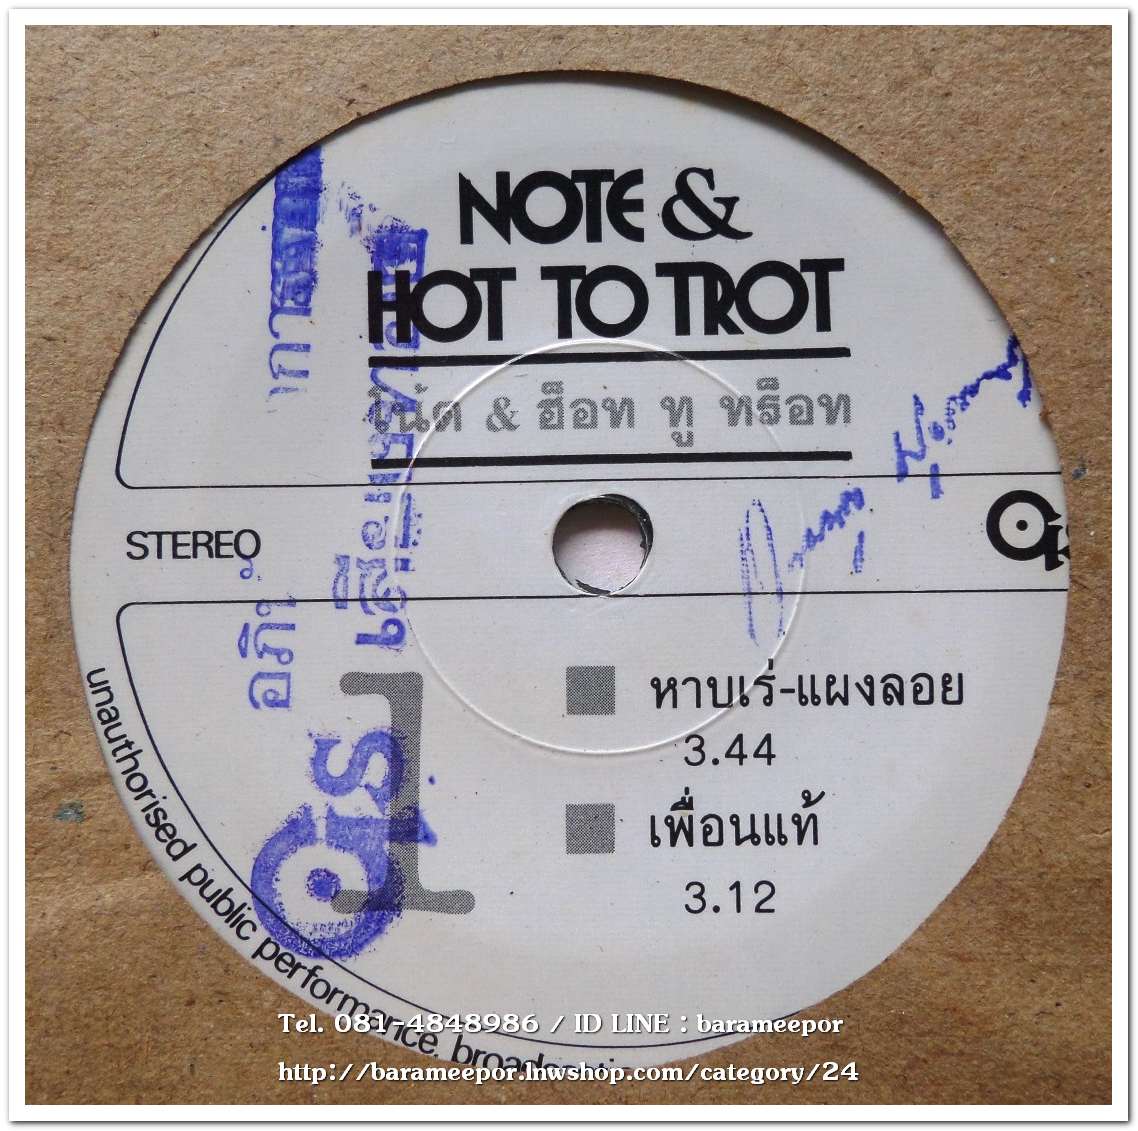 NOTE &
HOT TO TROT
โน้ต & ฮ็อท ทู ทร็อท
STEREO
1
หาบเร่-แผงลอย
3.44
เพื่อนแท้
3.12
unauthorised public performance, broadcasti
Tel. 081-4848986 / ID LINE : barameepor
http://barameepor.lnwshop.com/category/24